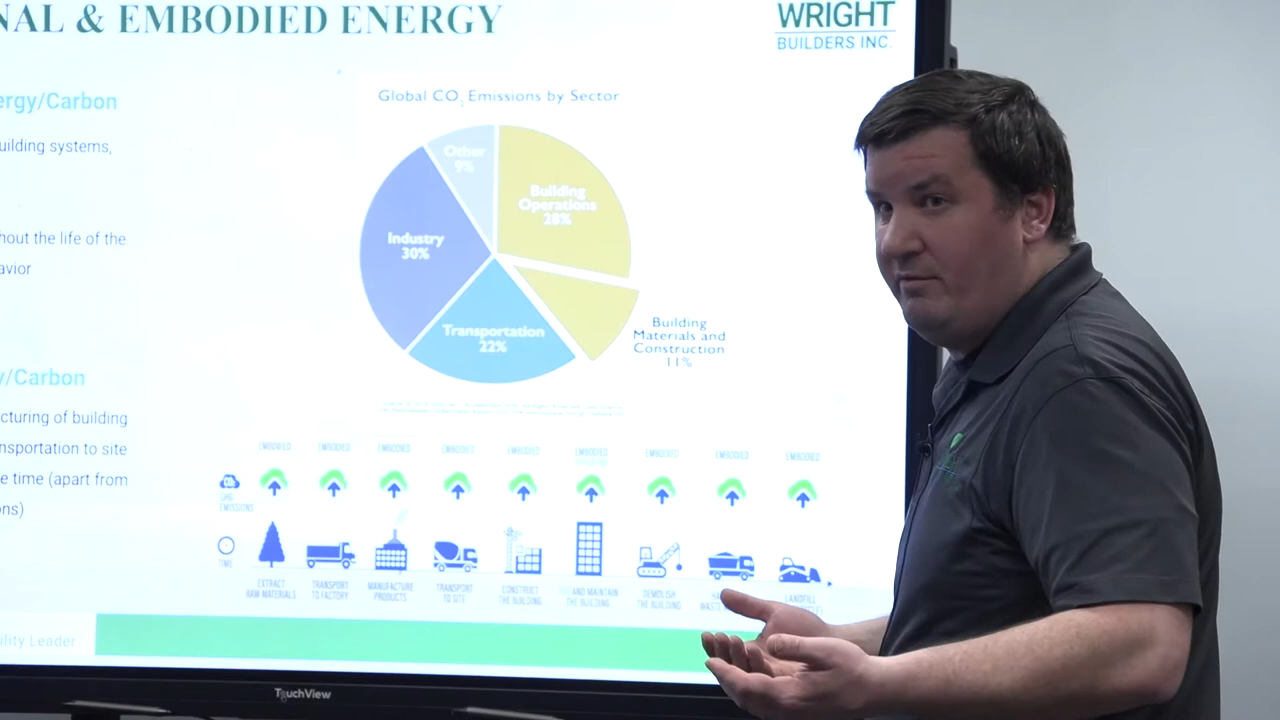 NAL & EMBODIED ENERGY
WRIGHT
BUILDERS INC.
ergy/Carbon
uilding systems,
hout the life of the
avior
y/Carbon
cturing of building
nsportation to site
e time (apart from
ons)
Global CO2 Emissions by Sector
Other
9%
Building
Operations
28%
Industry
30%
Transportation
22%
Building
Materials and
Construction
11%
EMBODIED EMBODIED EMBODIED EMBODIED EMBODIED EMBODIED EMBODIED EMBODIED EMBODIED
GHG
EMISSIONS
TIME
EXTRACT
RAW MATERIALS
TRANSPORT
TO FACTORY
MANUFACTURE
PRODUCTS
TRANSPORT
TO SITE
CONSTRUCT
THE BUILDING
AND MAINTAIN
THE BUILDING
DEMOLISH
THE BUILDING
WASTE
LANDFILL
ility Leader
TouchView